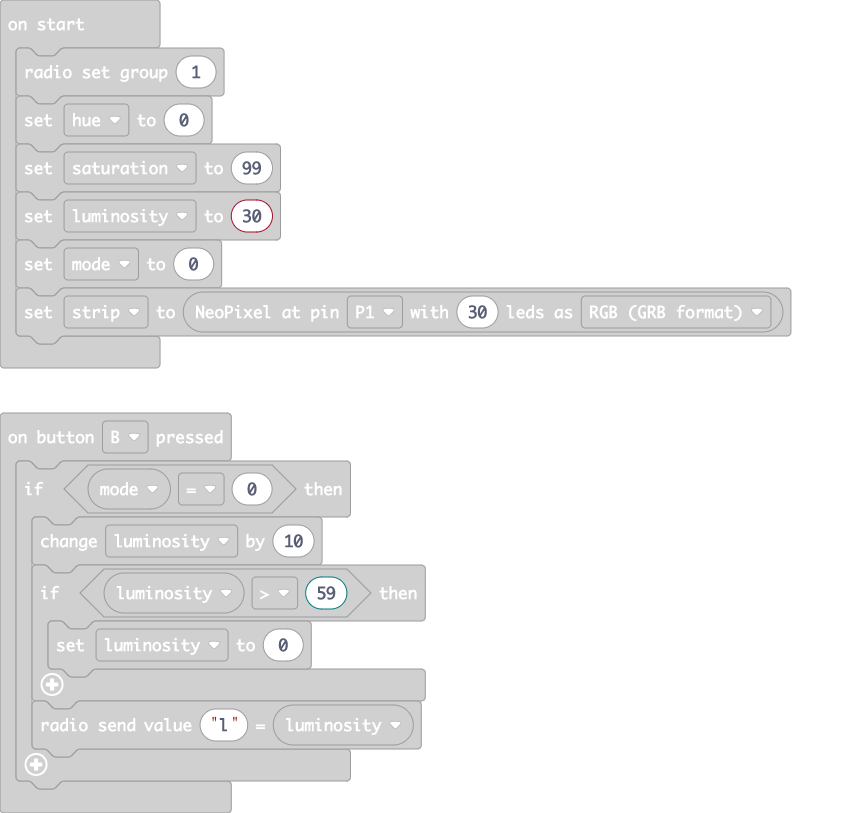 on start
radio set group 1
set hue to 0
set saturation to 99
set luminosity to 30
set mode to 0
set strip to NeoPixel at pin P1 with 30 leds as RGB (GRB format)
on button B pressed
if mode = 0 then
change luminosity by 10
if luminosity > 59 then
set luminosity to 0
radio send value "l" = luminosity